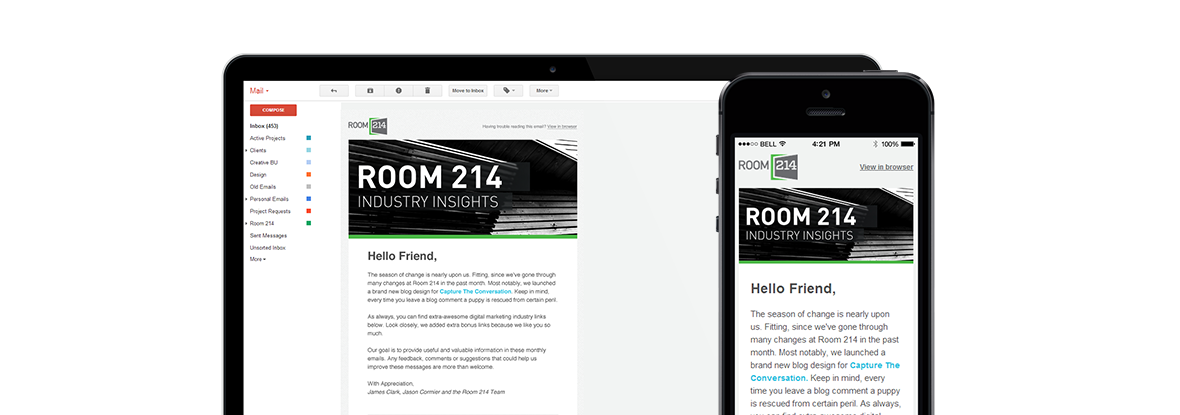 Mail
Move to Inbox
More
COMPOSE
Inbox (453)
Active Projects
Clients
Creative BU
Design
Old Emails
Personal Emails
Project Requests
Room 214
Sent Messages
Unsorted Inbox
More
ROOM 214
Having trouble reading this email? View in browser
ROOM 214
INDUSTRY INSIGHTS
Hello Friend,
The season of change is nearly upon us. Fitting, since we've gone through
many changes at Room 214 in the past month. Most notably, we launched
a brand new blog design for Capture The Conversation. Keep in mind,
every time you leave a blog comment a puppy is rescued from certain peril.
As always, you can find extra-awesome digital marketing industry links
below. Look closely, we added extra bonus links because we like you so
much.
Our goal is to provide useful and valuable information in these monthly
emails. Any feedback, comments or suggestions that could help us
improve these messages are more than welcome.
With Appreciation,
James Clark, Jason Cormier and the Room 214 Team
BELL 4:21 PM 100%
ROOM 214
View in browser
ROOM 214
INDUSTRY INSIGHTS
Hello Friend,
The season of change is nearly upon
us. Fitting, since we've gone through
many changes at Room 214 in the past
month. Most notably, we launched a
brand new blog design for Capture The
Conversation. Keep in mind, every
time you leave a blog comment a puppy
is rescued from certain peril. As always,
you can find extra-awesome digital